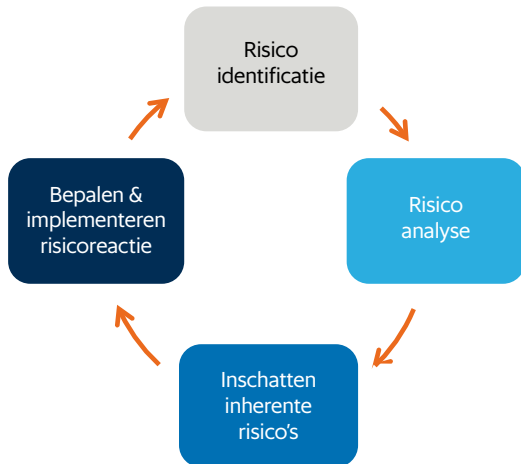 Risico
identificatie
Risico
analyse
Inschatten
inherente
risico’s
Bepalen &
implementeren
risicoreactie